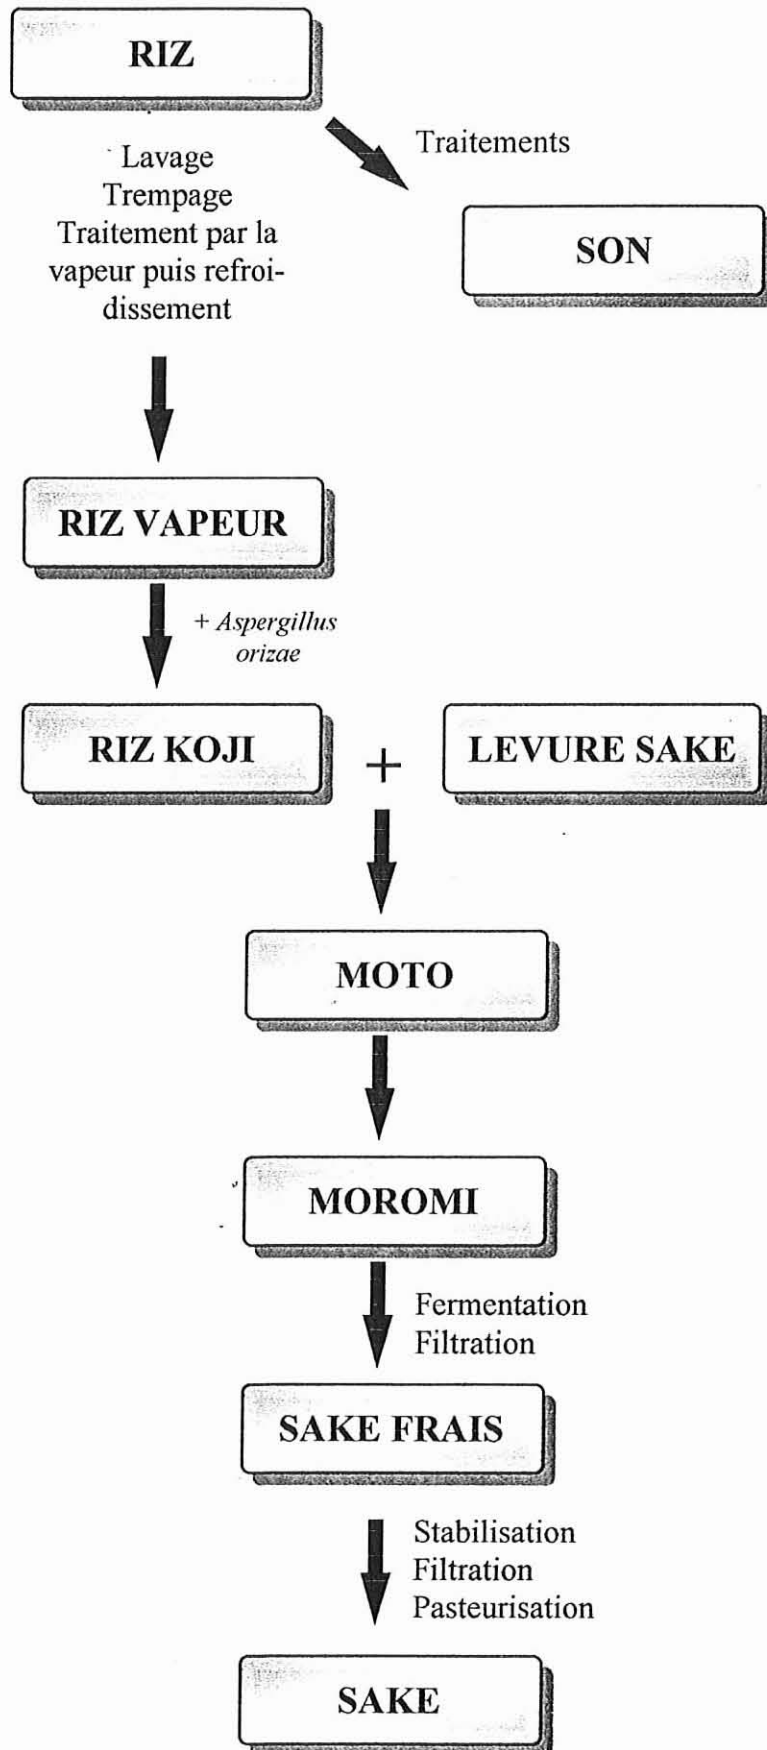 RIZ
Traitements
Lavage
Trempage
Traitement par la
vapeur puis refroi-
dissement
SON
RIZ VAPEUR
+ Aspergillus
orizae
RIZ KOJI
+
LEVURE SAKE
MOTO
MOROMI
Fermentation
Filtration
SAKE FRAIS
Stabilisation
Filtration
Pasteurisation
SAKE